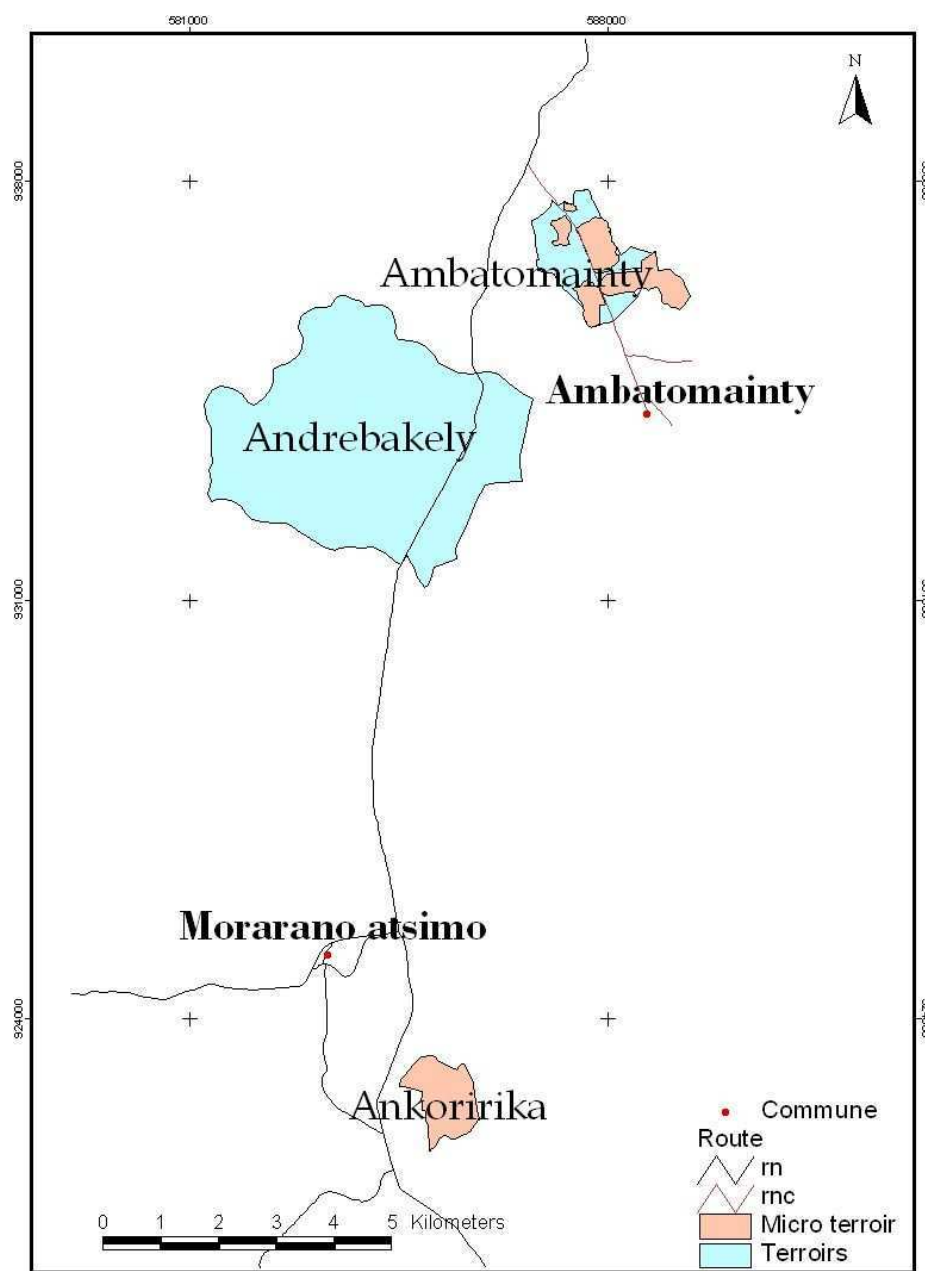 581000 588000
N
938000
Ambatomainty
Ambatomainty
Andrebakely
931000
Morarano atsimo
924000
Ankoririka
Commune
Route
rn
rnc
Micro terroir
Terroirs
0 1 2 3 4 5 Kilometers